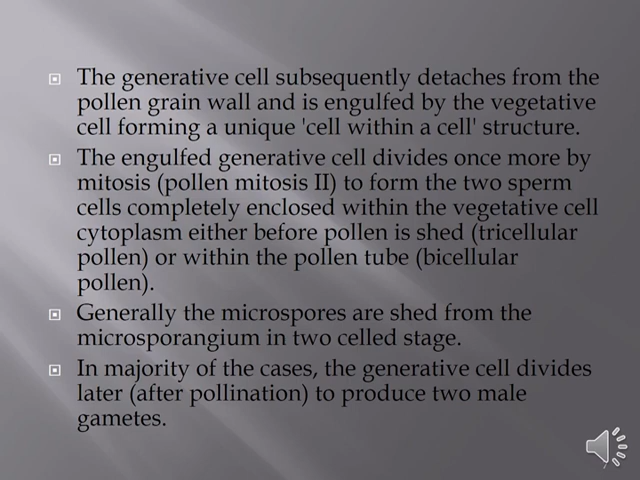 The generative cell subsequently detaches from the
pollen grain wall and is engulfed by the vegetative
cell forming a unique 'cell within a cell' structure.
The engulfed generative cell divides once more by
mitosis (pollen mitosis II) to form the two sperm
cells completely enclosed within the vegetative cell
cytoplasm either before pollen is shed (tricellular
pollen) or within the pollen tube (bicellular
pollen).
Generally the microspores are shed from the
microsporangium in two celled stage.
In majority of the cases, the generative cell divides
later (after pollination) to produce two male
gametes.